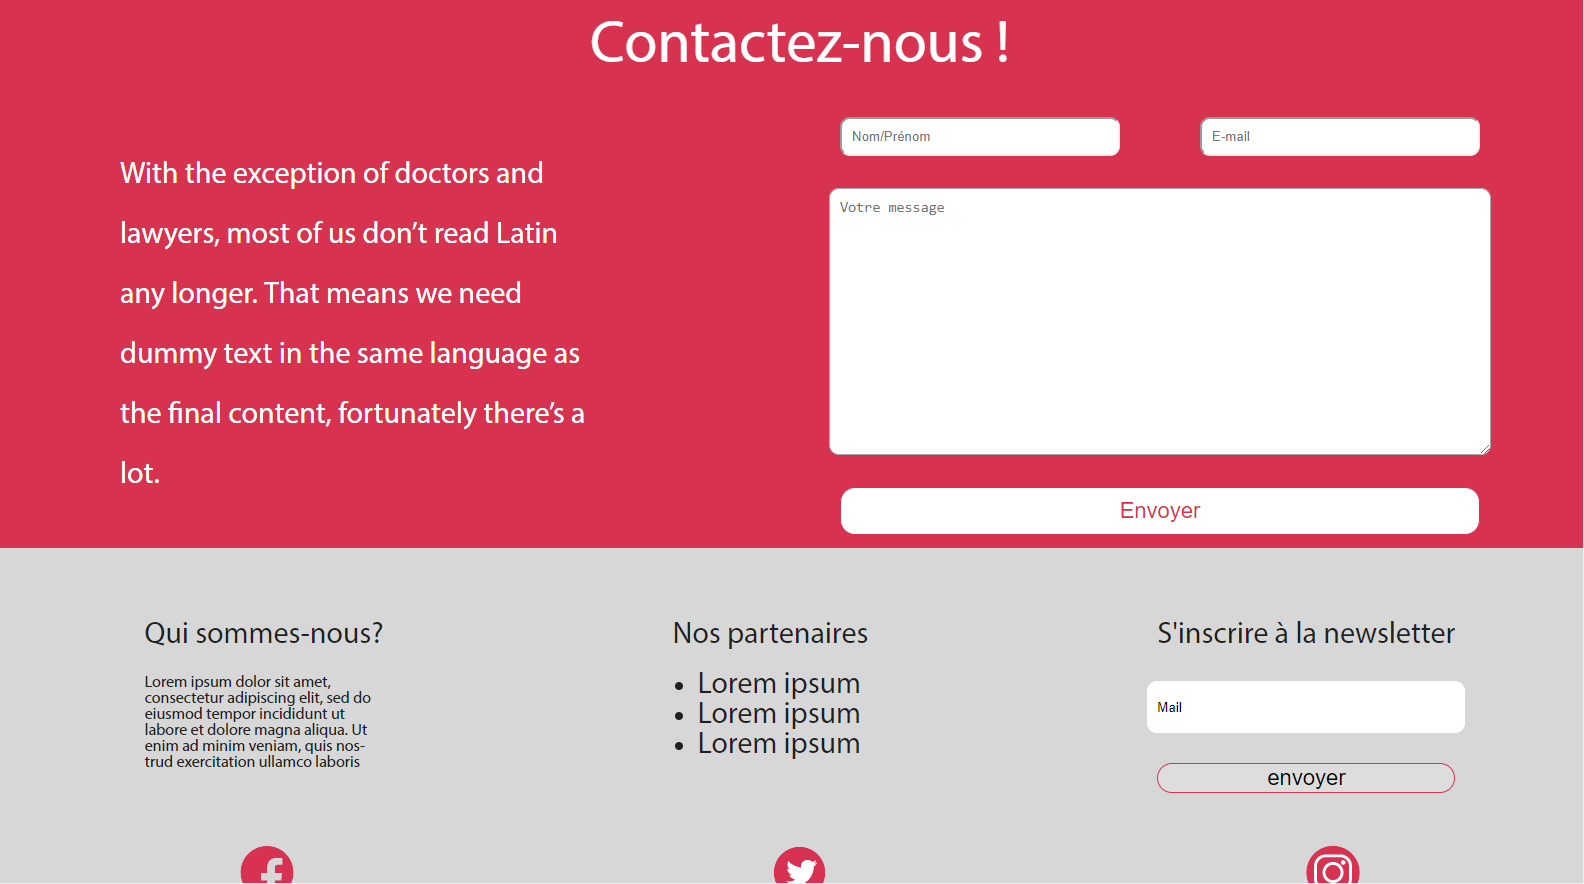 Contactez-nous !
With the exception of doctors and
lawyers, most of us don’t read Latin
any longer. That means we need
dummy text in the same language as
the final content, fortunately there’s a
lot.
Nom/Prénom
E-mail
Votre message
Envoyer
Qui sommes-nous?
Lorem ipsum dolor sit amet,
consectetur adipiscing elit, sed do
eiusmod tempor incididunt ut
labore et dolore magna aliqua. Ut
enim ad minim veniam, quis nos-
trud exercitation ullamco laboris
Nos partenaires
Lorem ipsum
Lorem ipsum
Lorem ipsum
S'inscrire à la newsletter
Mail
envoyer